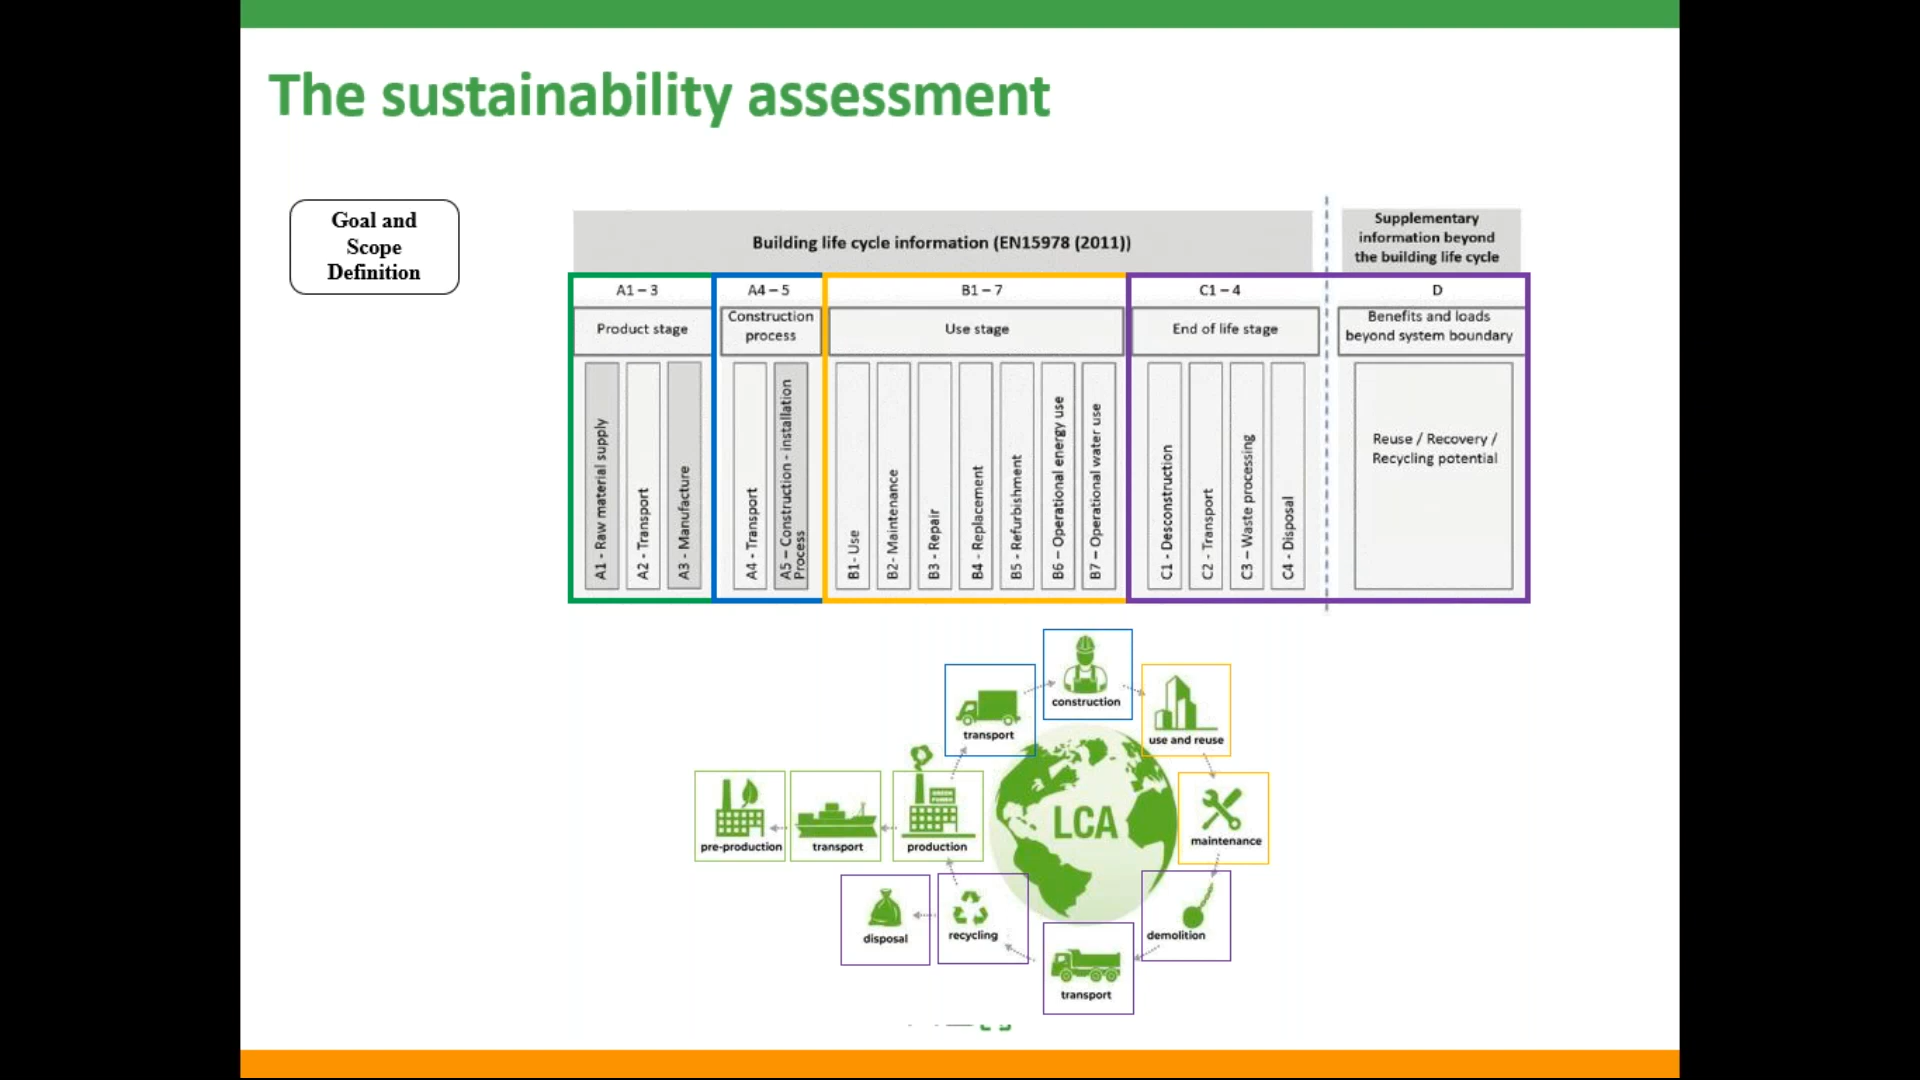 The sustainability assessment
Goal and
Scope
Definition
Building life cycle information (EN15978 (2011))
Supplementary
information beyond
the building life cycle
A1 – 3
A4 – 5
B1 – 7
C1 – 4
D
Product stage
Construction
process
Use stage
End of life stage
Benefits and loads
beyond system boundary
A1 - Raw material supply
A2 - Transport
A3 - Manufacture
A4 - Transport
A5 – Construction - installation
Process
B1- Use
B2- Maintenance
B3 - Repair
B4 - Replacement
B5 - Refurbishment
B6 – Operational energy use
B7 – Operational water use
C1 - Desconstruction
C2 - Transport
C3 – Waste processing
C4 - Disposal
Reuse / Recovery /
Recycling potential
construction
transport
use and reuse
LCA
pre-production
transport
production
maintenance
disposal
recycling
demolition
transport